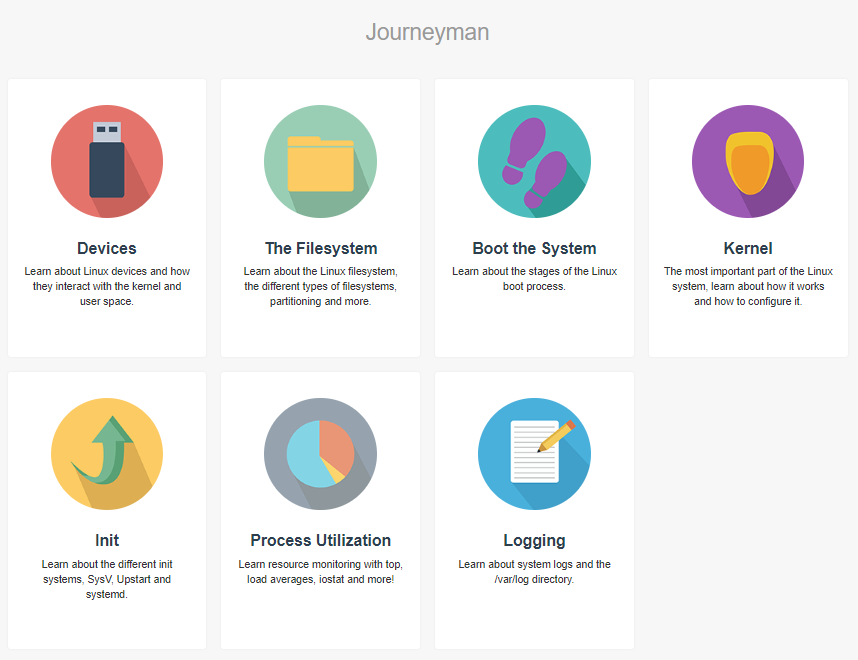 Journeyman
Devices
Learn about Linux devices and how
they interact with the kernel and
user space.
The Filesystem
Learn about the Linux filesystem,
the different types of filesystems,
partitioning and more.
Boot the System
Learn about the stages of the Linux
boot process.
Kernel
The most important part of the Linux
system, learn about how it works
and how to configure it.
Init
Learn about the different init
systems, SysV, Upstart and
systemd.
Process Utilization
Learn resource monitoring with top,
load averages, iostat and more!
Logging
Learn about system logs and the
/var/log directory.